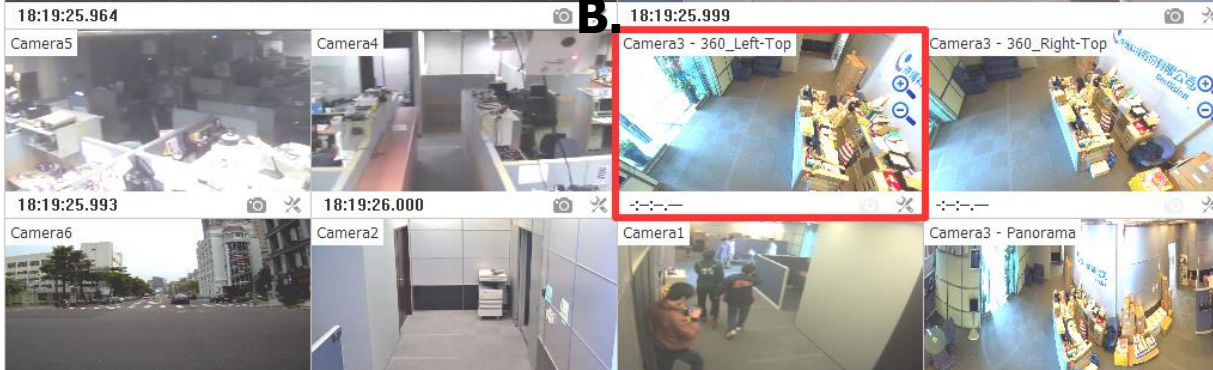 18:19:25.964
B.
18:19:25.999
Camera5
Camera4
Camera3 - 360_Left-Top
Camera3 - 360_Right-Top
GeoVision
18:19:25.993
18:19:26.000
-:--:--.---
-:--:--.---
Camera6
Camera2
Camera1
Camera3 - Panorama